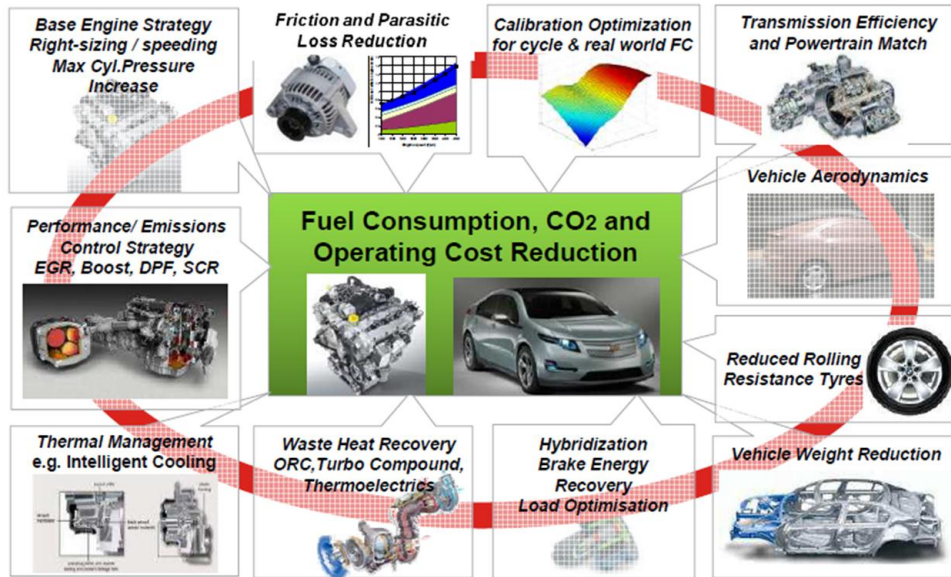 Base Engine Strategy
Right-sizing / speeding
Max Cyl.Pressure
Increase
Friction and Parasitic
Loss Reduction
Calibration Optimization
for cycle & real world FC
Transmission Efficiency
and Powertrain Match
Fuel Consumption, CO2 and
Operating Cost Reduction
Performance/ Emissions
Control Strategy
EGR, Boost, DPF, SCR
Vehicle Aerodynamics
Reduced Rolling
Resistance Tyres
Thermal Management
e.g. Intelligent Cooling
Waste Heat Recovery
ORC,Turbo Compound,
Thermoelectrics
Hybridization
Brake Energy
Recovery
Load Optimisation
Vehicle Weight Reduction